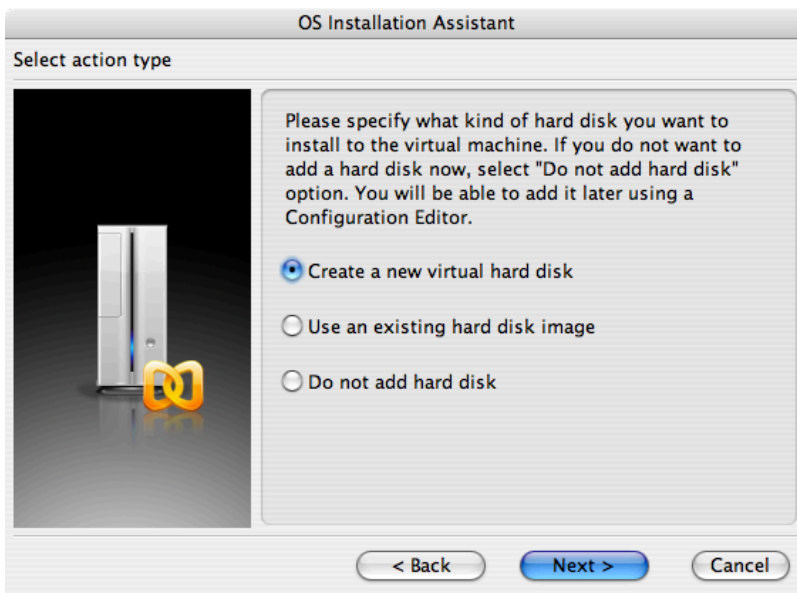 OS Installation Assistant
Select action type
Please specify what kind of hard disk you want to
install to the virtual machine. If you do not want to
add a hard disk now, select "Do not add hard disk"
option. You will be able to add it later using a
Configuration Editor.
Create a new virtual hard disk
Use an existing hard disk image
Do not add hard disk
< Back
Next >
Cancel